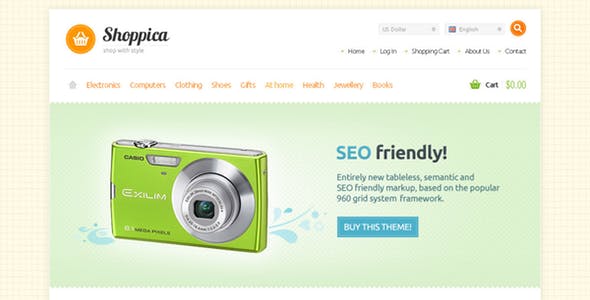 Shoppica
shop with style
US Dollar
English
Home Log In Shopping Cart About Us Contact
Electronics Computers Clothing Shoes Gifts At home Health Jewellery Books
Cart $0.00
CASIO
EXILIM
MEGA PIXELS
SEO friendly!
Entirely new tableless, semantic and
SEO friendly markup, based on the popular
960 grid system framework.
BUY THIS THEME!